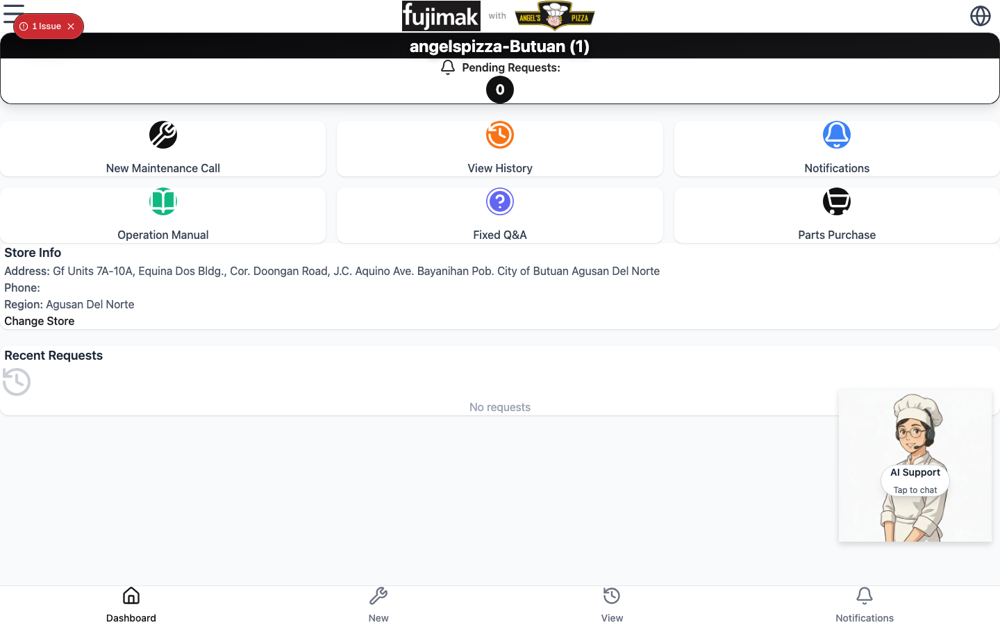 fujimak with ANGEL'S PIZZA
1 Issue
angelspizza-Butuan (1)
Pending Requests:
0
New Maintenance Call
View History
Notifications
Operation Manual
Fixed Q&A
Parts Purchase
Store Info
Address: Gf Units 7A-10A, Equina Dos Bldg., Cor. Doongan Road, J.C. Aquino Ave. Bayanihan Pob. City of Butuan Agusan Del Norte
Phone:
Region: Agusan Del Norte
Change Store
Recent Requests
No requests
AI Support
Tap to chat
Dashboard
New
View
Notifications